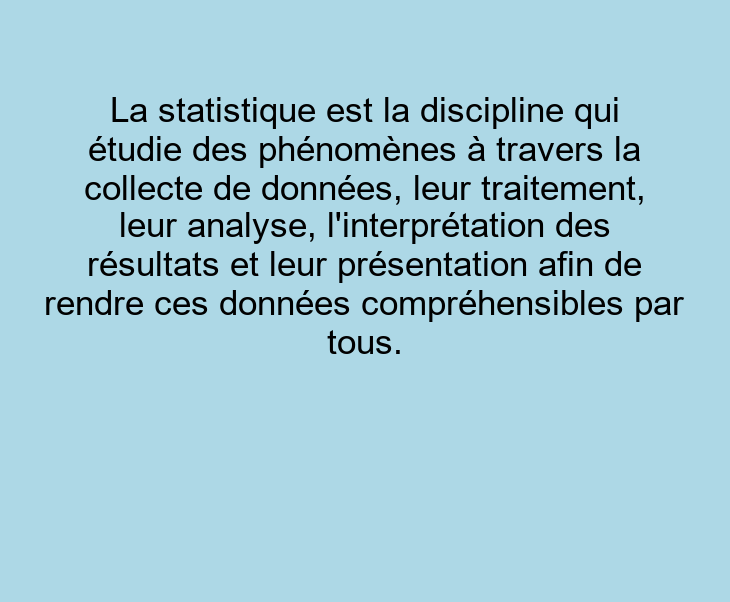 La statistique est la discipline qui
étudie des phénomènes à travers la
collecte de données, leur traitement,
leur analyse, l'interprétation des
résultats et leur présentation afin de
rendre ces données compréhensibles par
tous.